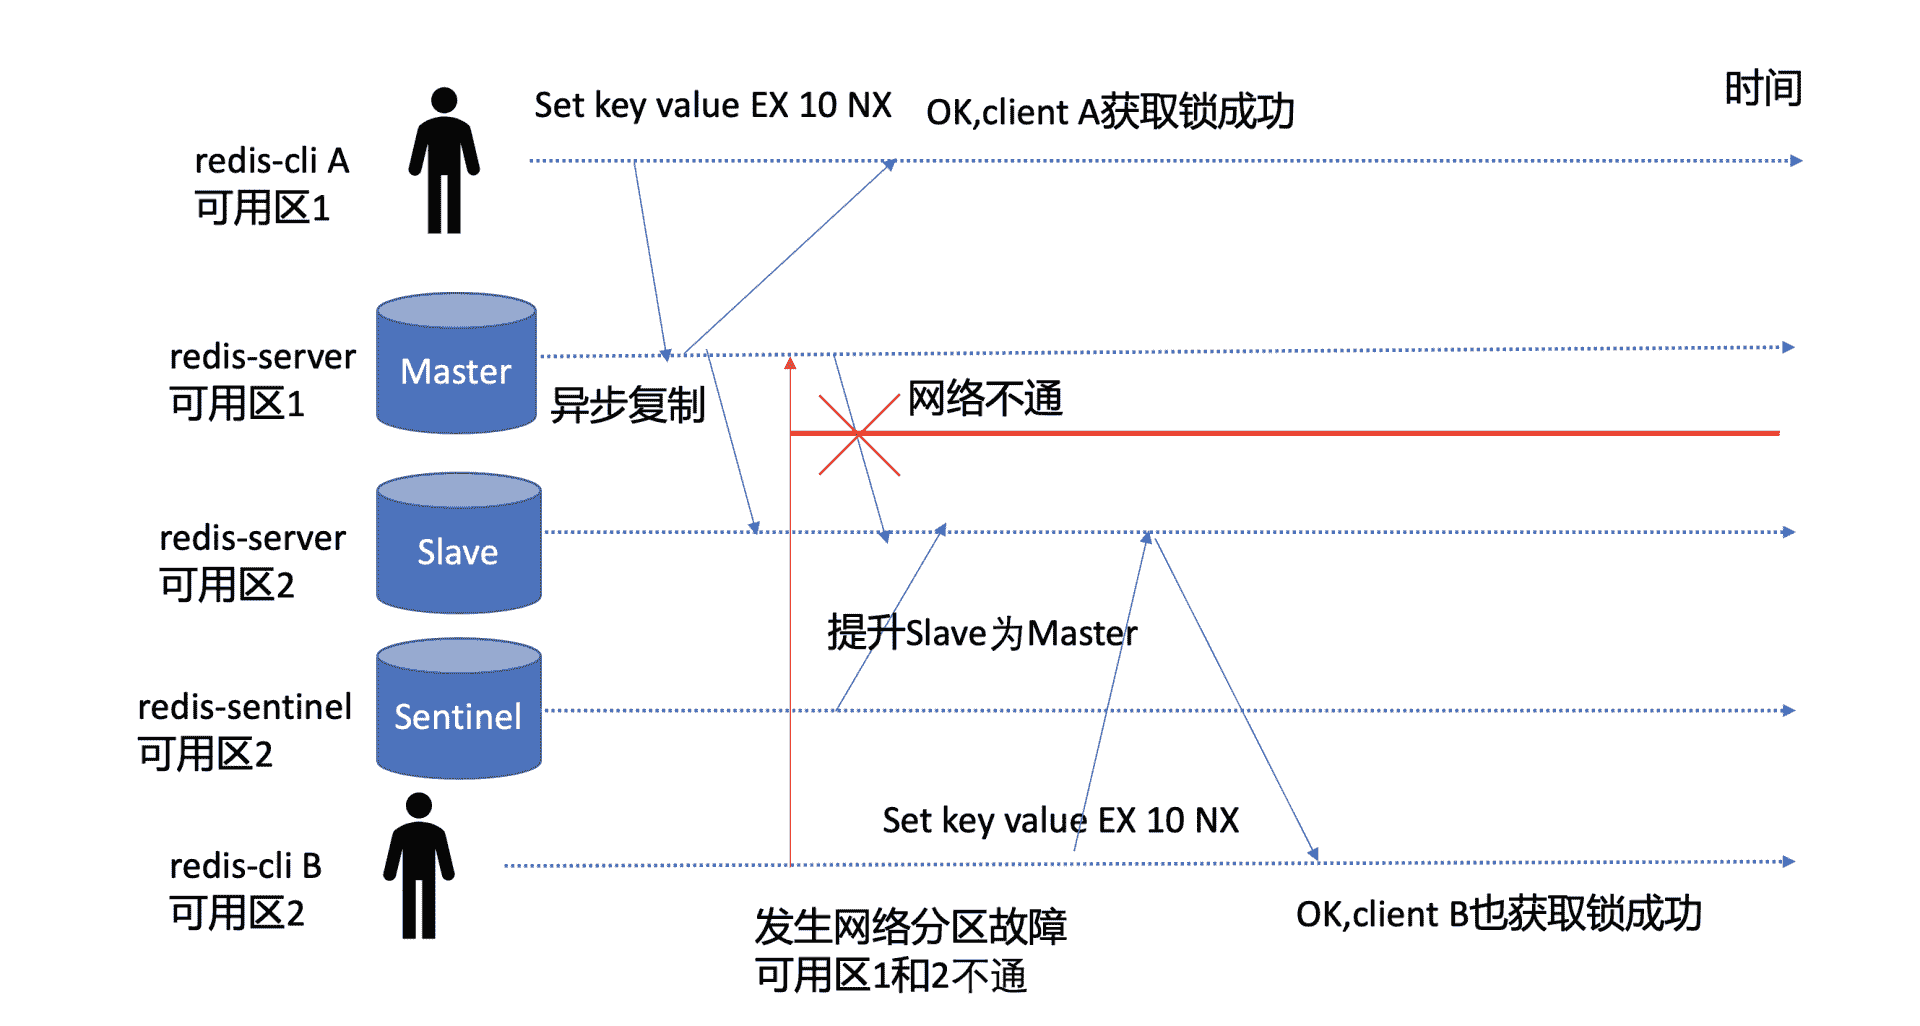 时间
Set key value EX 10 NX
OK,client A获取锁成功
redis-cli A
可用区1
redis-server
可用区1
Master
异步复制
网络不通
redis-server
可用区2
Slave
提升Slave为Master
redis-sentinel
可用区2
Sentinel
Set key value EX 10 NX
redis-cli B
可用区2
OK,client B也获取锁成功
发生网络分区故障
可用区1和2不通